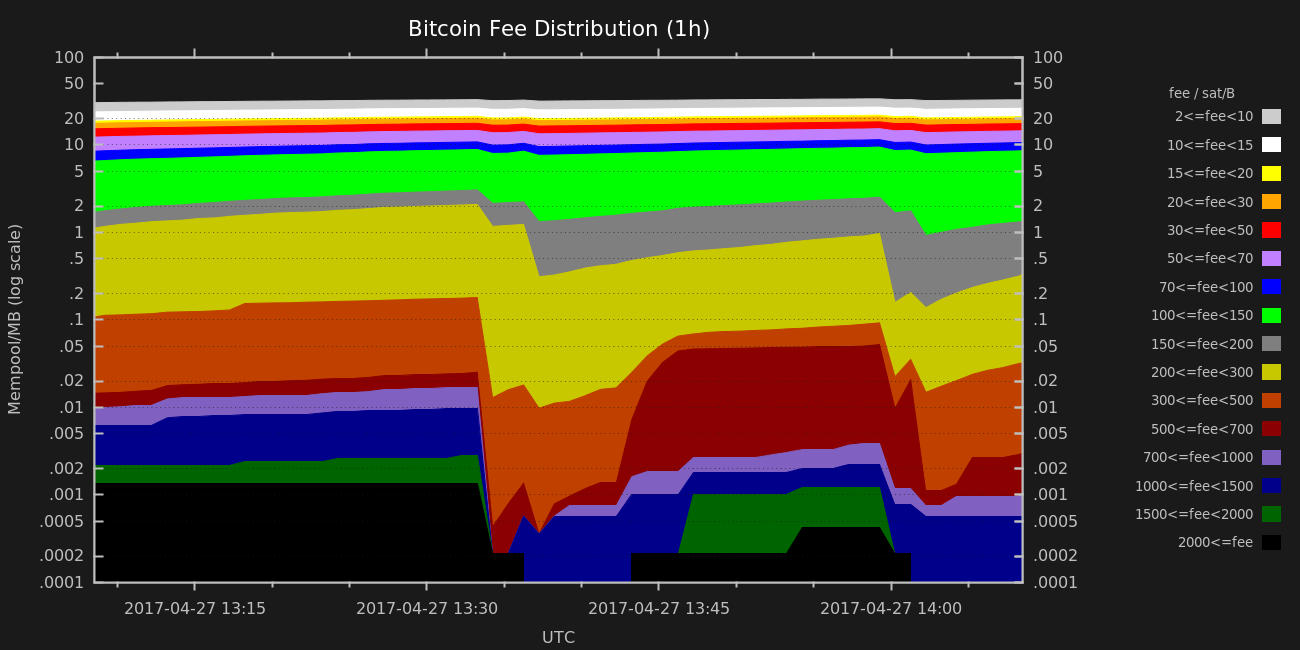 Bitcoin Fee Distribution (1h)
100 100
50 50
20 20
10 10
5 5
2 2
1 1
.5 .5
.2 .2
.1 .1
.05 .05
.02 .02
.01 .01
.005 .005
.002 .002
.001 .001
.0005 .0005
.0002 .0002
.0001 .0001
Mempool/MB (log scale)
2017-04-27 13:15 2017-04-27 13:30 2017-04-27 13:45 2017-04-27 14:00
UTC
fee / sat/B
2<=fee<10
10<=fee<15
15<=fee<20
20<=fee<30
30<=fee<50
50<=fee<70
70<=fee<100
100<=fee<150
150<=fee<200
200<=fee<300
300<=fee<500
500<=fee<700
700<=fee<1000
1000<=fee<1500
1500<=fee<2000
2000<=fee